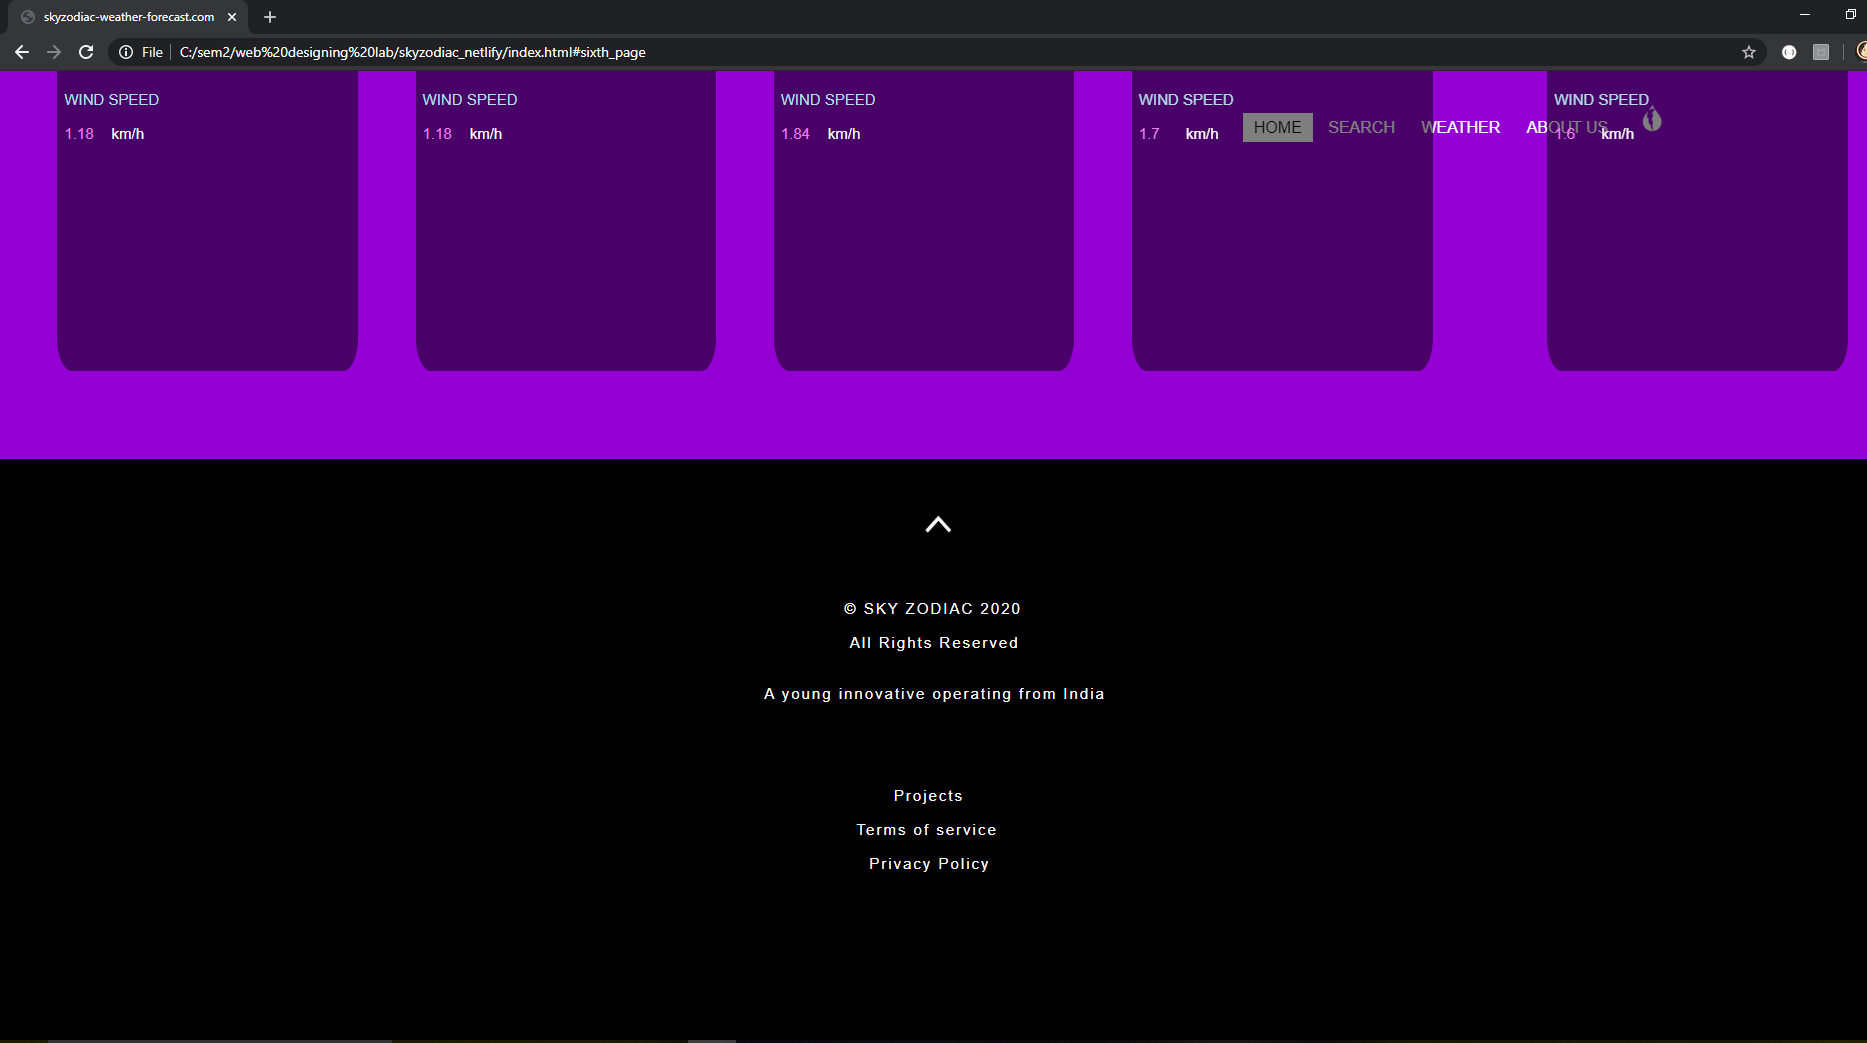 skyzodiac-weather-forecast.com
File C:/sem2/web%20designing%20lab/skyzodiac_netlify/index.html#sixth_page
WIND SPEED WIND SPEED WIND SPEED WIND SPEED WIND SPEED
HOME SEARCH WEATHER ABOUT US
1.18 km/h 1.18 km/h 1.84 km/h 1.7 km/h 1.6 km/h
© SKY ZODIAC 2020
All Rights Reserved
A young innovative operating from India
Projects
Terms of service
Privacy Policy